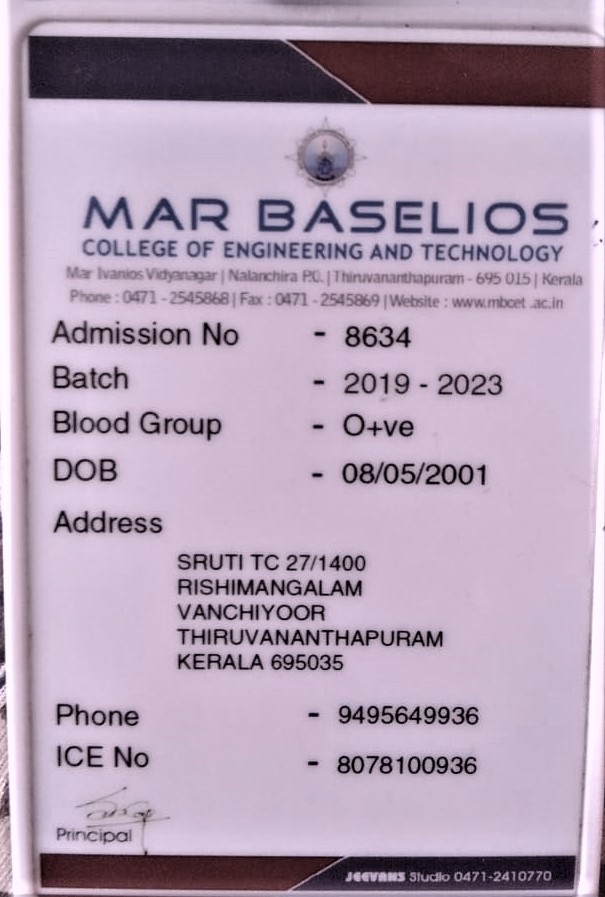 MAR BASELIOS
COLLEGE OF ENGINEERING AND TECHNOLOGY
Mar Ivanios Vidyanagar | Nalanchira P.O. | Thiruvananthapuram - 695 015 | Kerala
Phone : 0471 - 2545868 | Fax : 0471 - 2545869 | Website : www.mbcet .ac.in
Admission No - 8634
Batch - 2019 - 2023
Blood Group - O+ve
DOB - 08/05/2001
Address
SRUTI TC 27/1400
RISHIMANGALAM
VANCHIYOOR
THIRUVANANTHAPURAM
KERALA 695035
Phone - 9495649936
ICE No - 8078100936
Principal
JEEVANS Studio 0471-2410770